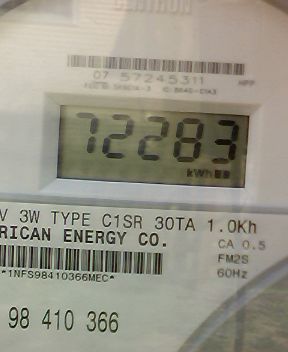 CENTRON
07 57245311
72283
kWh
V 3W TYPE C1SR 30TA 1.0Kh
RICAN ENERGY CO.
CA 0.5
FM2S
60Hz
*1NFS98410366MEC*
98 410 366